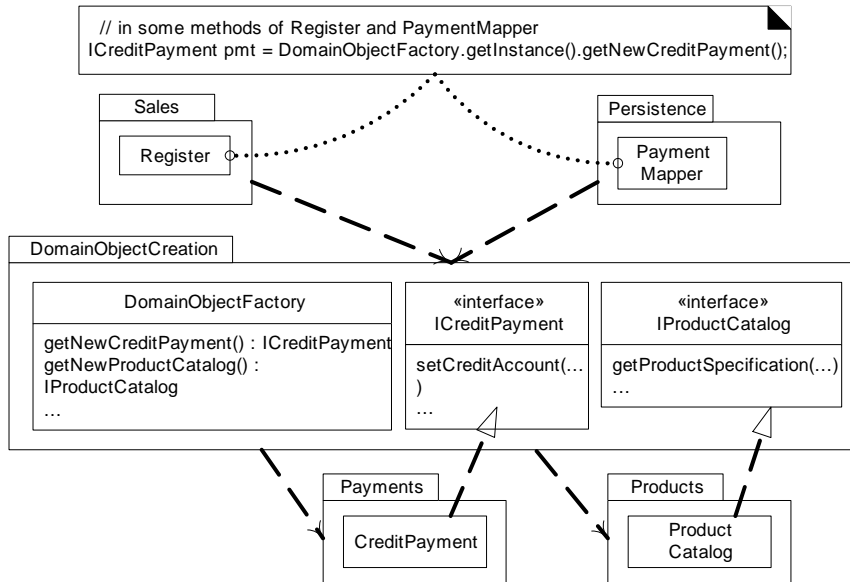 // in some methods of Register and PaymentMapper
ICreditPayment pmt = DomainObjectFactory.getInstance().getNewCreditPayment();
Sales
Register
Persistence
Payment
Mapper
DomainObjectCreation
DomainObjectFactory
getNewCreditPayment() : ICreditPayment
getNewProductCatalog() :
IProductCatalog
...
«interface»
ICreditPayment
setCreditAccount(...
)
...
«interface»
IProductCatalog
getProductSpecification(...)
...
Payments
CreditPayment
Products
Product
Catalog